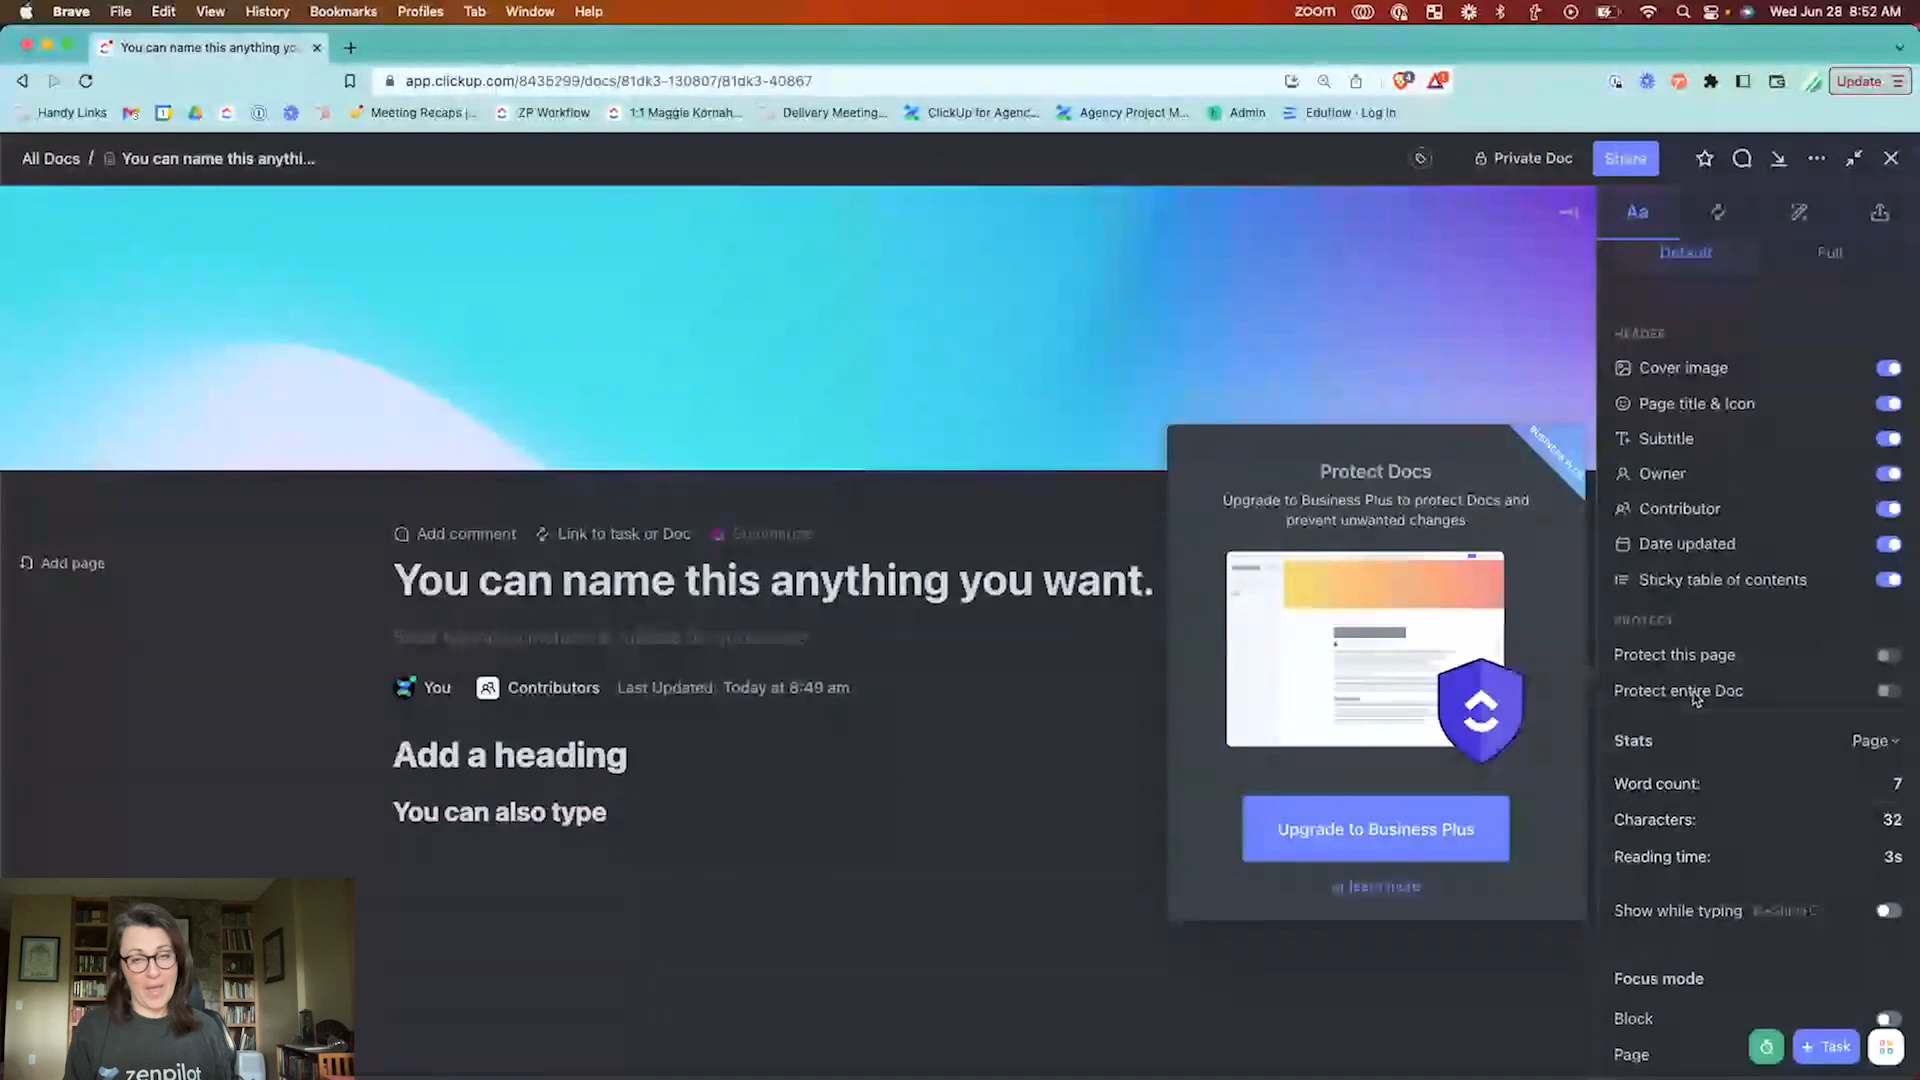 Brave File Edit View History Bookmarks Profiles Tab Window Help zoom Wed Jun 28 8:52 AM
You can name this anything yo
app.clickup.com/8435299/docs/81dk3-130807/81dk3-40867 Update
Handy Links Meeting Recaps |... ZP Workflow 1:1 Maggie Kornah... Delivery Meeting... ClickUp for Agenc... Agency Project M... Admin Eduflow · Log in
All Docs / You can name this anythi... Private Doc Share
Aa
Default Full
HEADER
Cover image
Page title & Icon
Subtitle
Owner
Contributor
Date updated
Sticky table of contents
PROTECT
Protect this page
Protect entire Doc
Stats Page
Word count: 7
Characters: 32
Reading time: 3s
Show while typing
Focus mode
Block
Page
Task
Add page
Add comment Link to task or Doc Summarize
You can name this anything you want.
You Contributors Last Updated: Today at 8:49 am
Add a heading
You can also type
Protect Docs
Upgrade to Business Plus to protect Docs and
prevent unwanted changes
Upgrade to Business Plus
or learn more
zenpilot